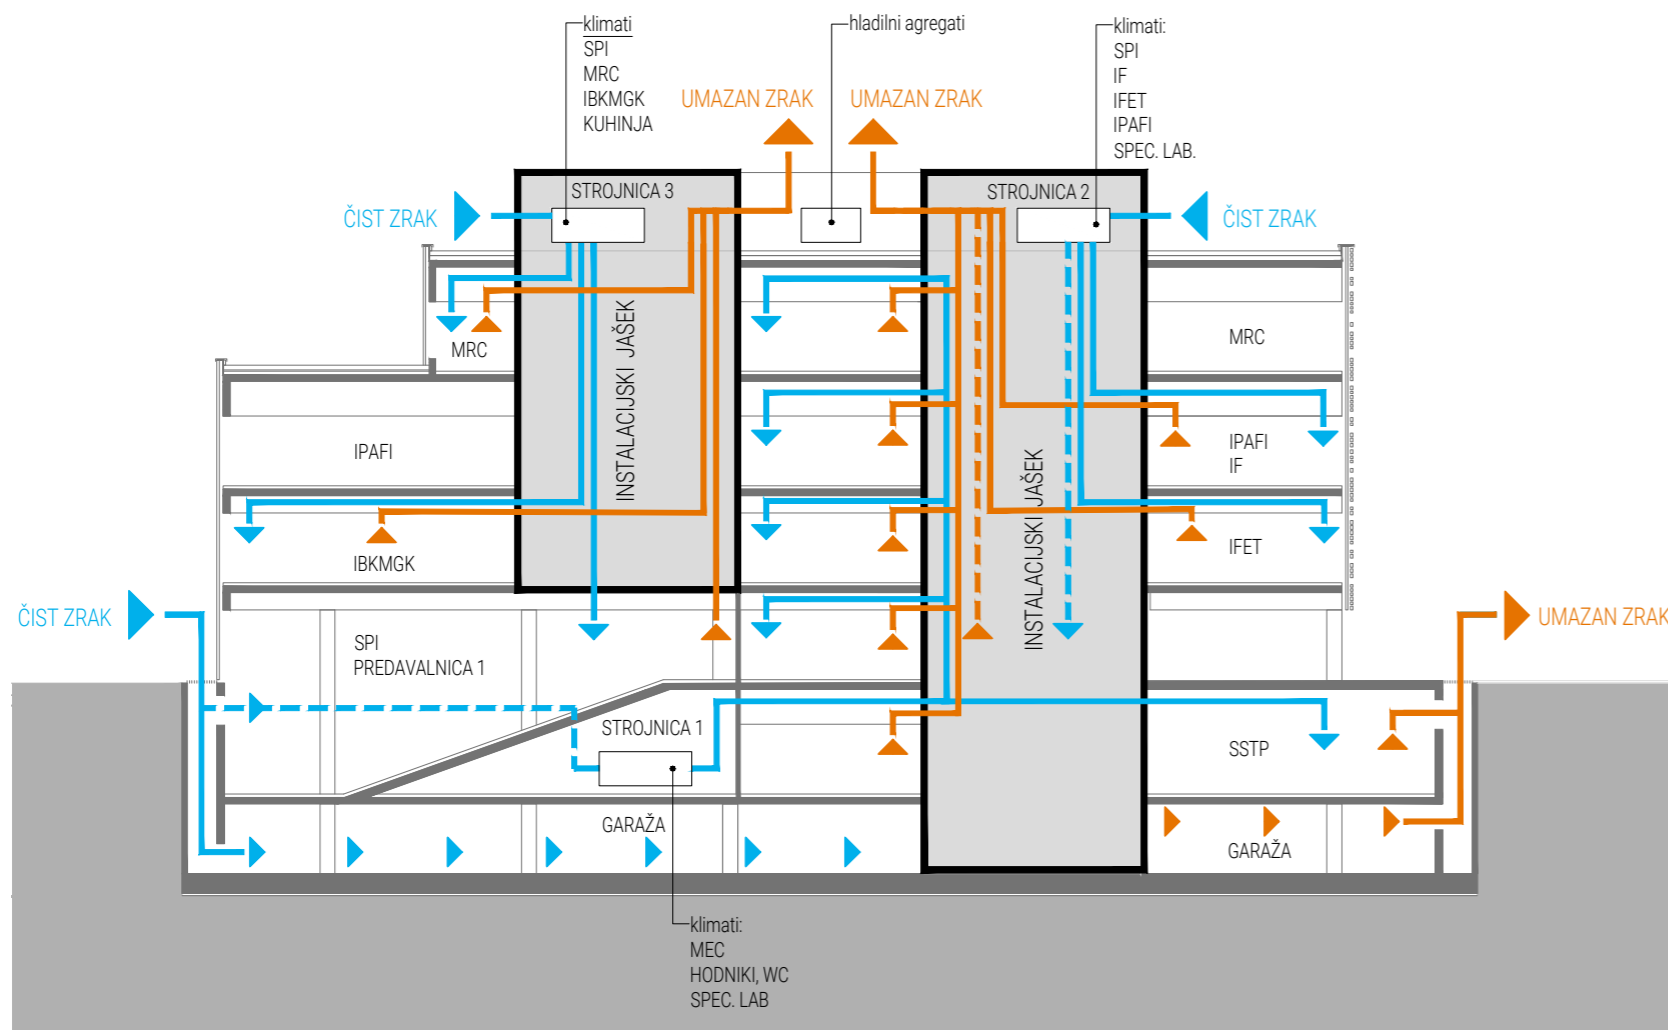 klimati
SPI
MRC
IBKMGK
KUHINJA
hladilni agregati
klimati:
SPI
IF
IFET
IPAFI
SPEC. LAB.
UMAZAN ZRAK
UMAZAN ZRAK
STROJNICA 3
STROJNICA 2
ČIST ZRAK
ČIST ZRAK
INSTALACIJSKI JAŠEK
MRC
MRC
IPAFI
IPAFI
IF
INSTALACIJSKI JAŠEK
IBKMGK
IFET
ČIST ZRAK
UMAZAN ZRAK
SPI
PREDAVALNICA 1
STROJNICA 1
SSTP
GARAŽA
GARAŽA
klimati:
MEC
HODNIKI, WC
SPEC. LAB